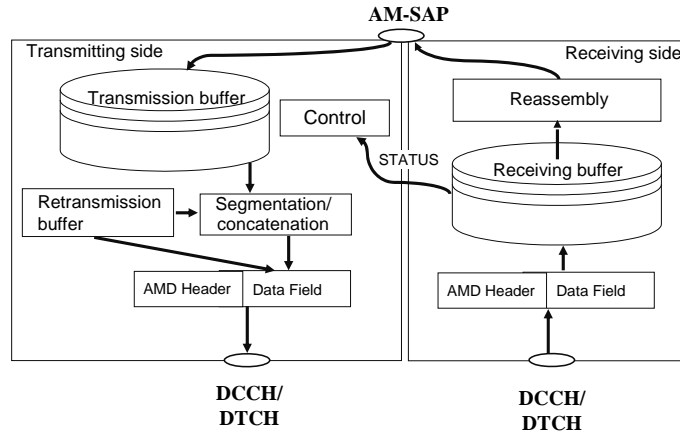 AM-SAP
Transmitting side
Receiving side
Transmission buffer
Control
Reassembly
STATUS
Receiving buffer
Retransmission
buffer
Segmentation/
concatenation
AMD Header
Data Field
AMD Header
Data Field
DCCH/
DTCH
DCCH/
DTCH